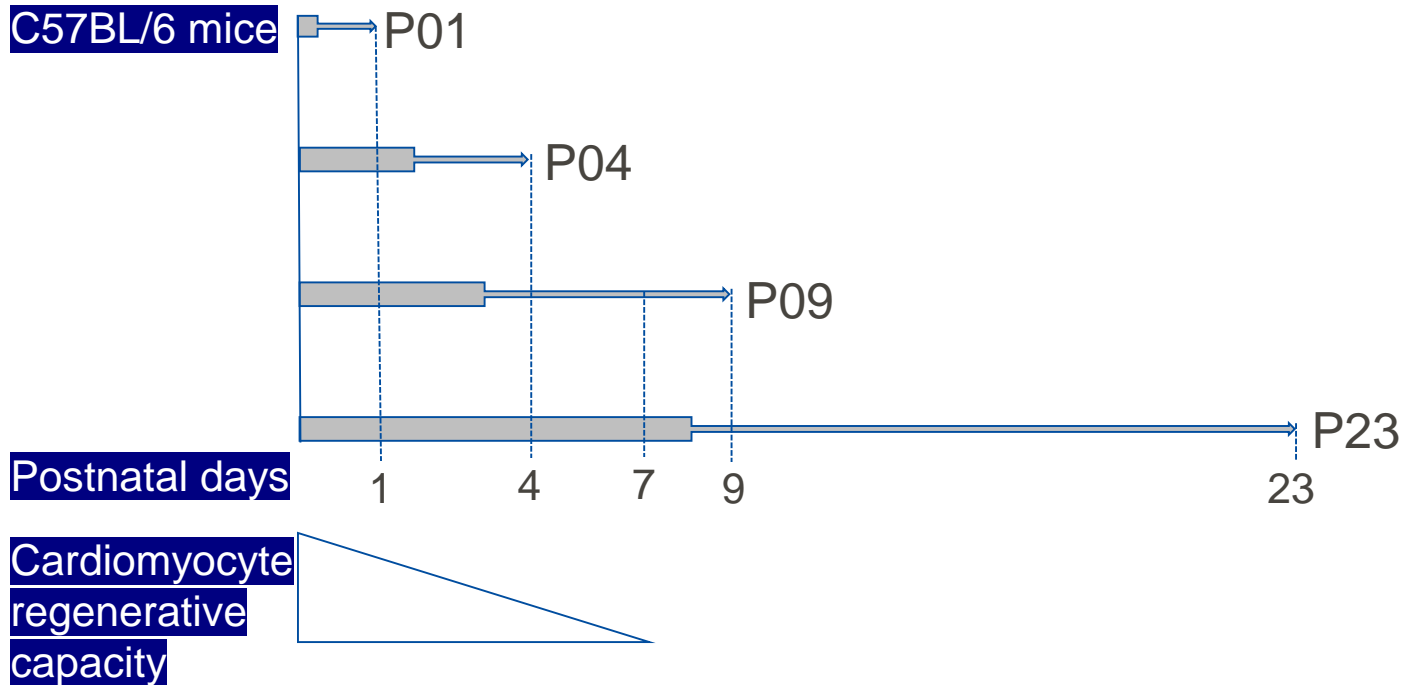 C57BL/6 mice
P01
P04
P09
P23
Postnatal days
1
4
7
9
23
Cardiomyocyte
regenerative
capacity